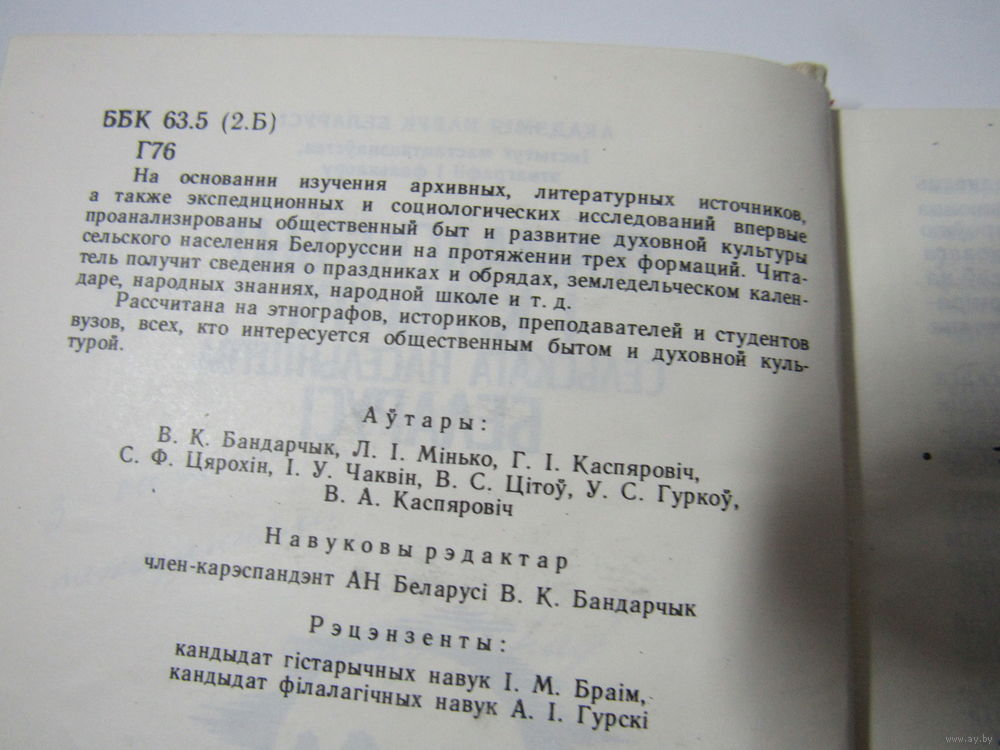 ББК 63.5 (2.Б)
Г76
На основании изучения архивных, литературных источников,
а также экспедиционных и социологических исследований впервые
проанализированы общественный быт и развитие духовной культуры
сельского населения Белоруссии на протяжении трех формаций. Чита-
тель получит сведения о праздниках и обрядах, земледельческом кален-
даре, народных знаниях, народной школе и т. д.
Рассчитана на этнографов, историков, преподавателей и студентов
вузов, всех, кто интересуется общественным бытом и духовной куль-
турой.
Аўтары:
В. К. Бандарчык, Л. І. Мінько, Г. І. Каспяровіч,
С. Ф. Цярохін, І. У. Чаквін, В. С. Цітоў, У. С. Гуркоў,
В. А. Каспяровіч
Навуковы рэдактар
член-карэспандэнт АН Беларусі В. К. Бандарчык
Рэцэнзенты:
кандыдат гістарычных навук І. М. Браім,
кандыдат філалагічных навук А. І. Гурскі
www.ay.by